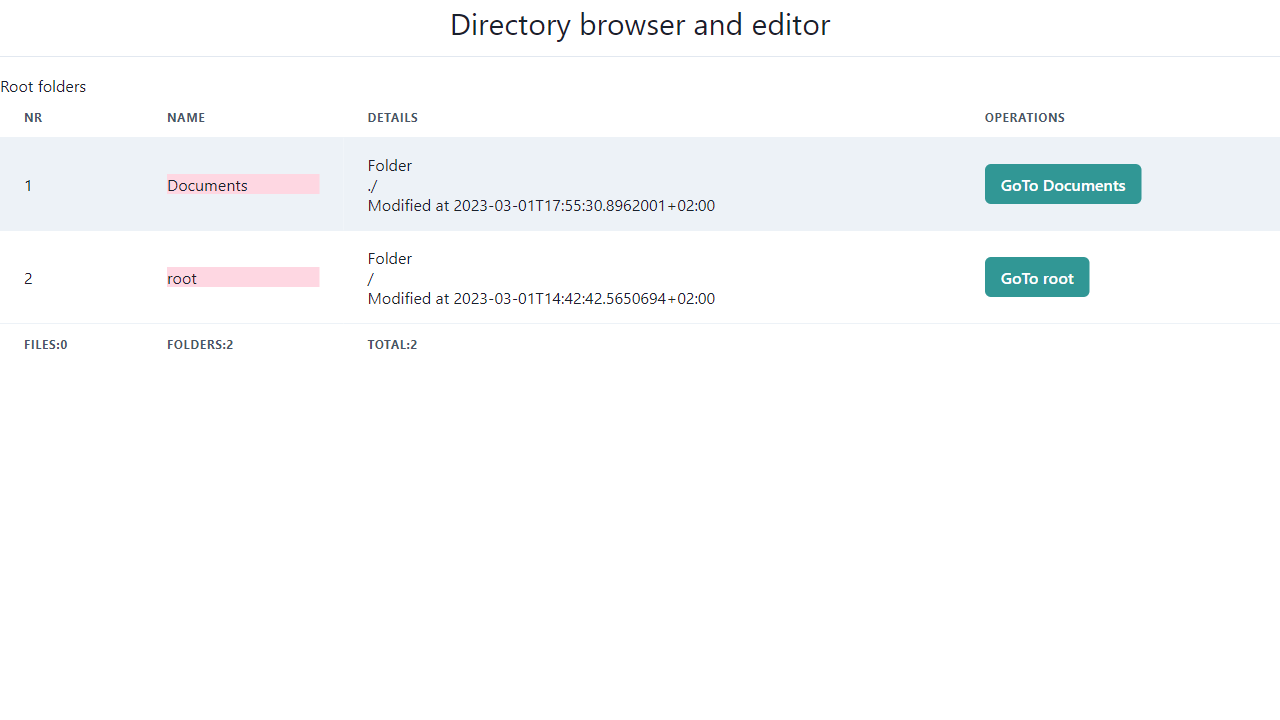 Directory browser and editor
Root folders
NR NAME DETAILS OPERATIONS
1 Documents Folder
./
Modified at 2023-03-01T17:55:30.8962001+02:00
GoTo Documents
2 root Folder
/
Modified at 2023-03-01T14:42:42.5650694+02:00
GoTo root
FILES:0 FOLDERS:2 TOTAL:2